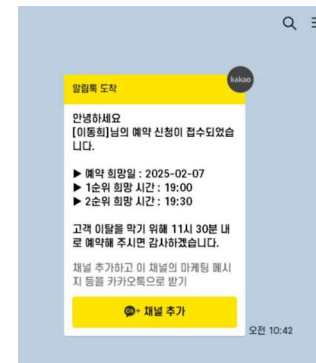 kakao
알림톡 도착
안녕하세요
[이동희]님의 예약 신청이 접수되었습
니다.
▶ 예약 희망일 : 2025-02-07
▶ 1순위 희망 시간 : 19:00
▶ 2순위 희망 시간 : 19:30
고객 이탈을 막기 위해 11시 30분 내
로 예약해 주시면 감사하겠습니다.
채널 추가하고 이 채널의 마케팅 메시
지 등을 카카오톡으로 받기
채널 추가
오전 10:42